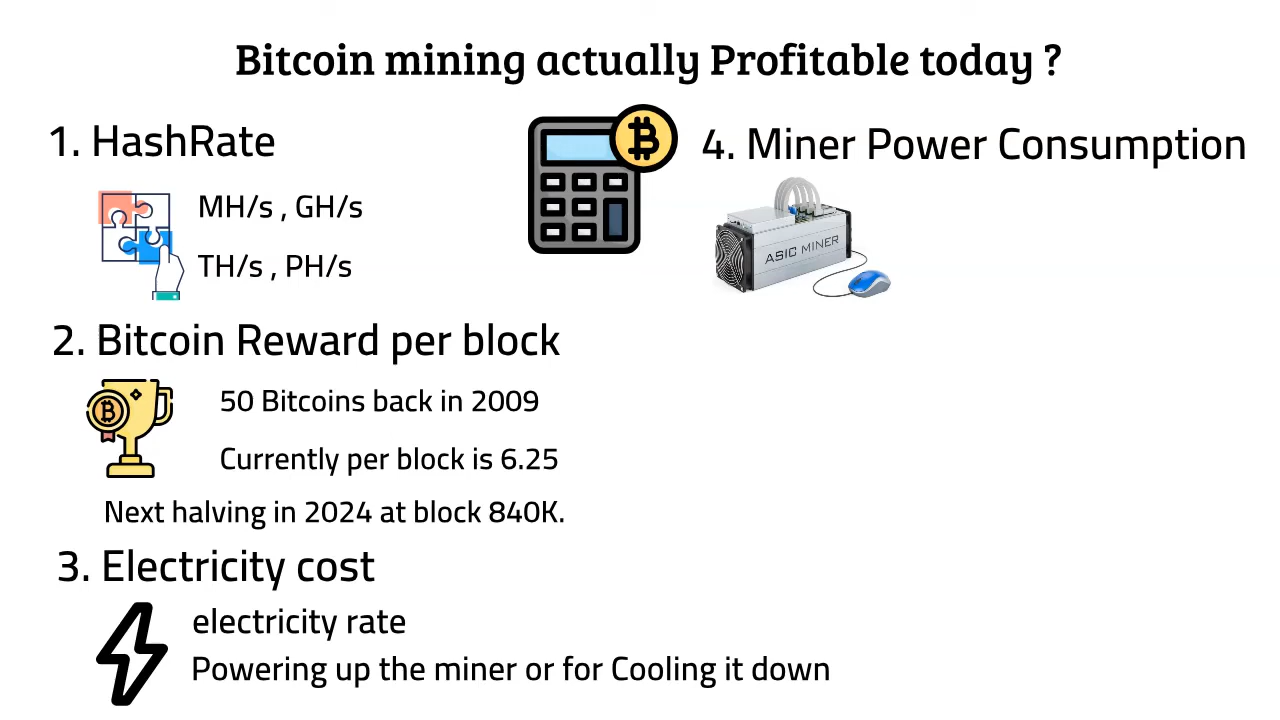 Bitcoin mining actually Profitable today ?
1. HashRate
MH/s , GH/s
TH/s , PH/s
2. Bitcoin Reward per block
50 Bitcoins back in 2009
Currently per block is 6.25
Next halving in 2024 at block 840K.
3. Electricity cost
electricity rate
Powering up the miner or for Cooling it down
4. Miner Power Consumption
ASIC MINER